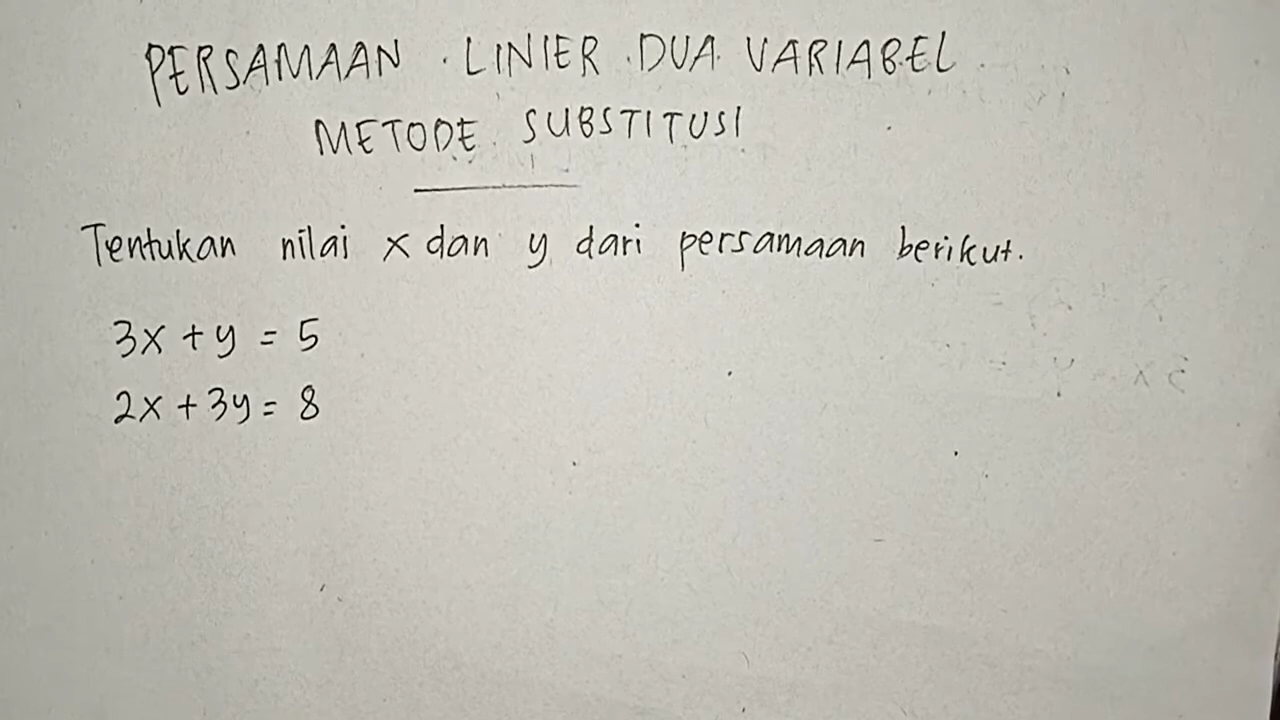 PERSAMAAN LINIER DUA VARIABEL
METODE SUBSTITUSI
Tentukan nilai x dan y dari persamaan berikut.
3x + y = 5
2x + 3y = 8